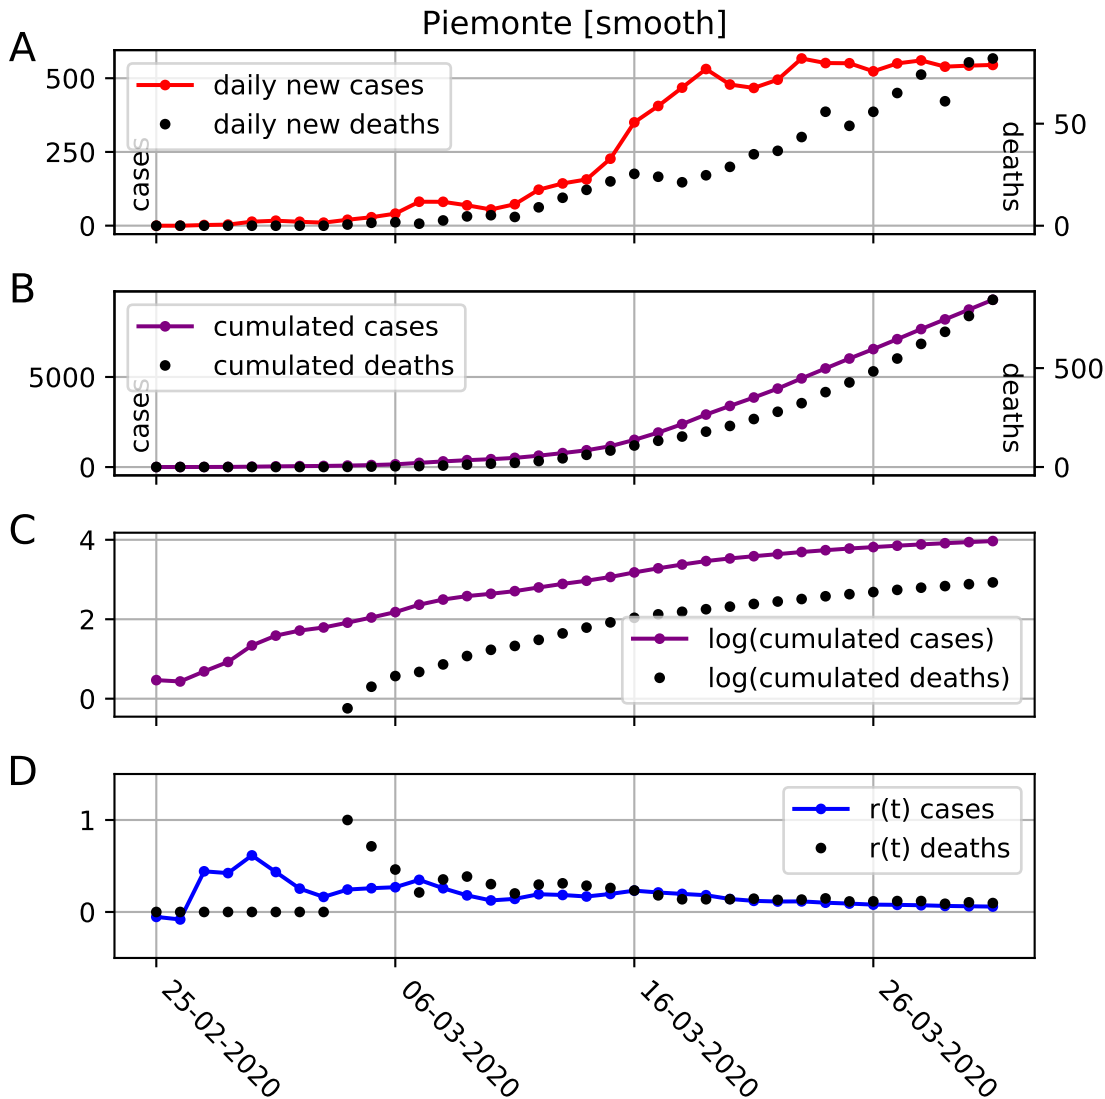 Piemonte [smooth]
A
500
250
0
cases
daily new cases
daily new deaths
50
0
deaths
B
5000
0
cases
cumulated cases
cumulated deaths
500
0
deaths
C
4
2
0
log(cumulated cases)
log(cumulated deaths)
D
1
0
r(t) cases
r(t) deaths
25-02-2020
06-03-2020
16-03-2020
26-03-2020